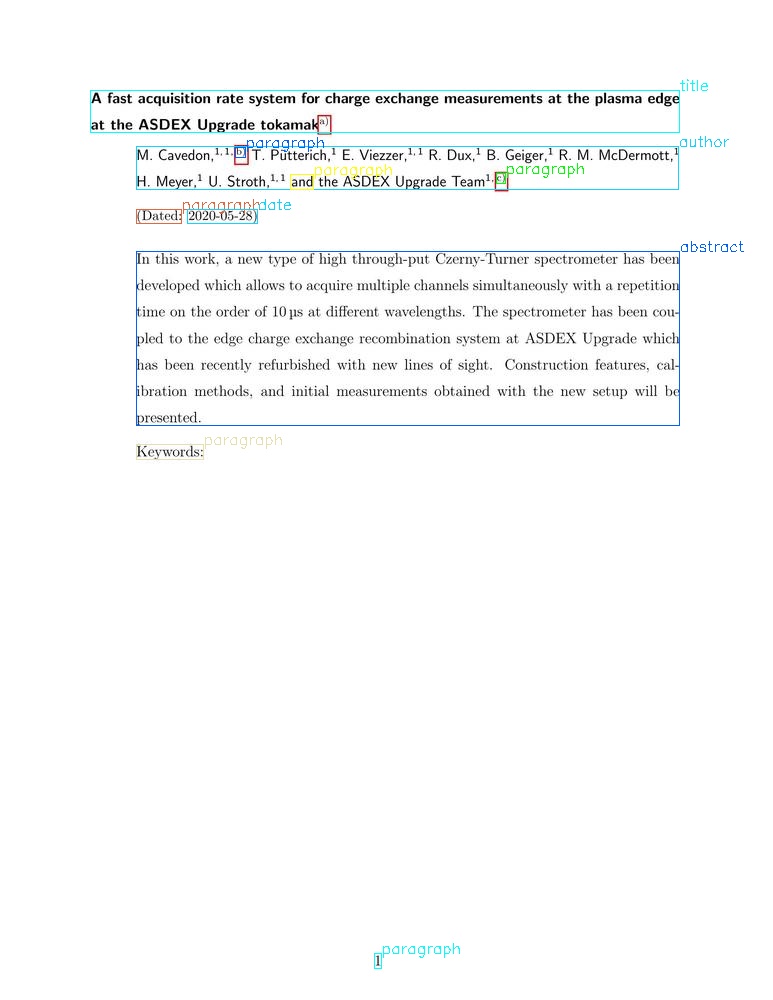 title
A fast acquisition rate system for charge exchange measurements at the plasma edge
at the ASDEX Upgrade tokamak a)
paragraph
author
M. Cavedon,1,1, b) T. Pütterich,1 E. Viezzer,1,1 R. Dux,1 B. Geiger,1 R. M. McDermott,1
paragraph
paragraph
H. Meyer,1 U. Stroth,1,1 and the ASDEX Upgrade Team1, c)
paragraph
date
(Dated: 2020-05-28)
abstract
In this work, a new type of high through-put Czerny-Turner spectrometer has been
developed which allows to acquire multiple channels simultaneously with a repetition
time on the order of 10 µs at different wavelengths. The spectrometer has been cou-
pled to the edge charge exchange recombination system at ASDEX Upgrade which
has been recently refurbished with new lines of sight. Construction features, cal-
ibration methods, and initial measurements obtained with the new setup will be
presented.
paragraph
Keywords:
paragraph
1